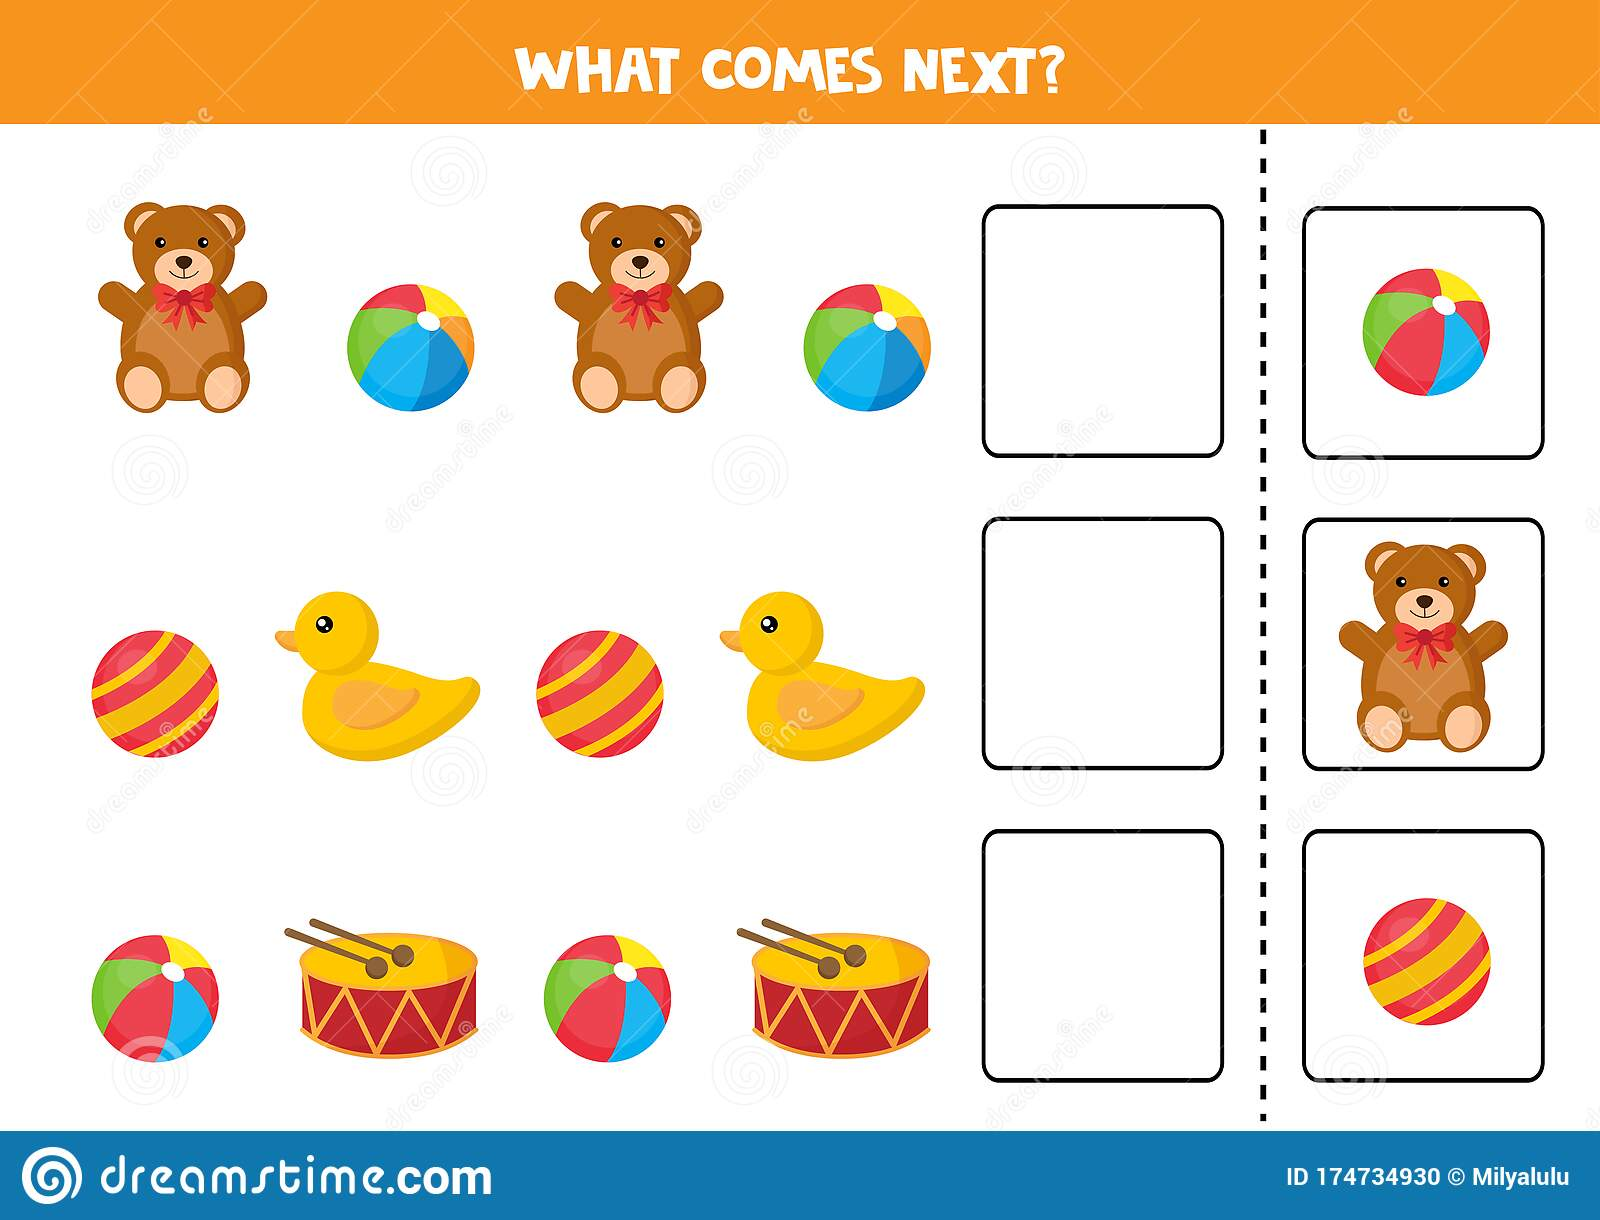 WHAT COMES NEXT?
dreamstime.com
ID 174734930 © Milyalulu